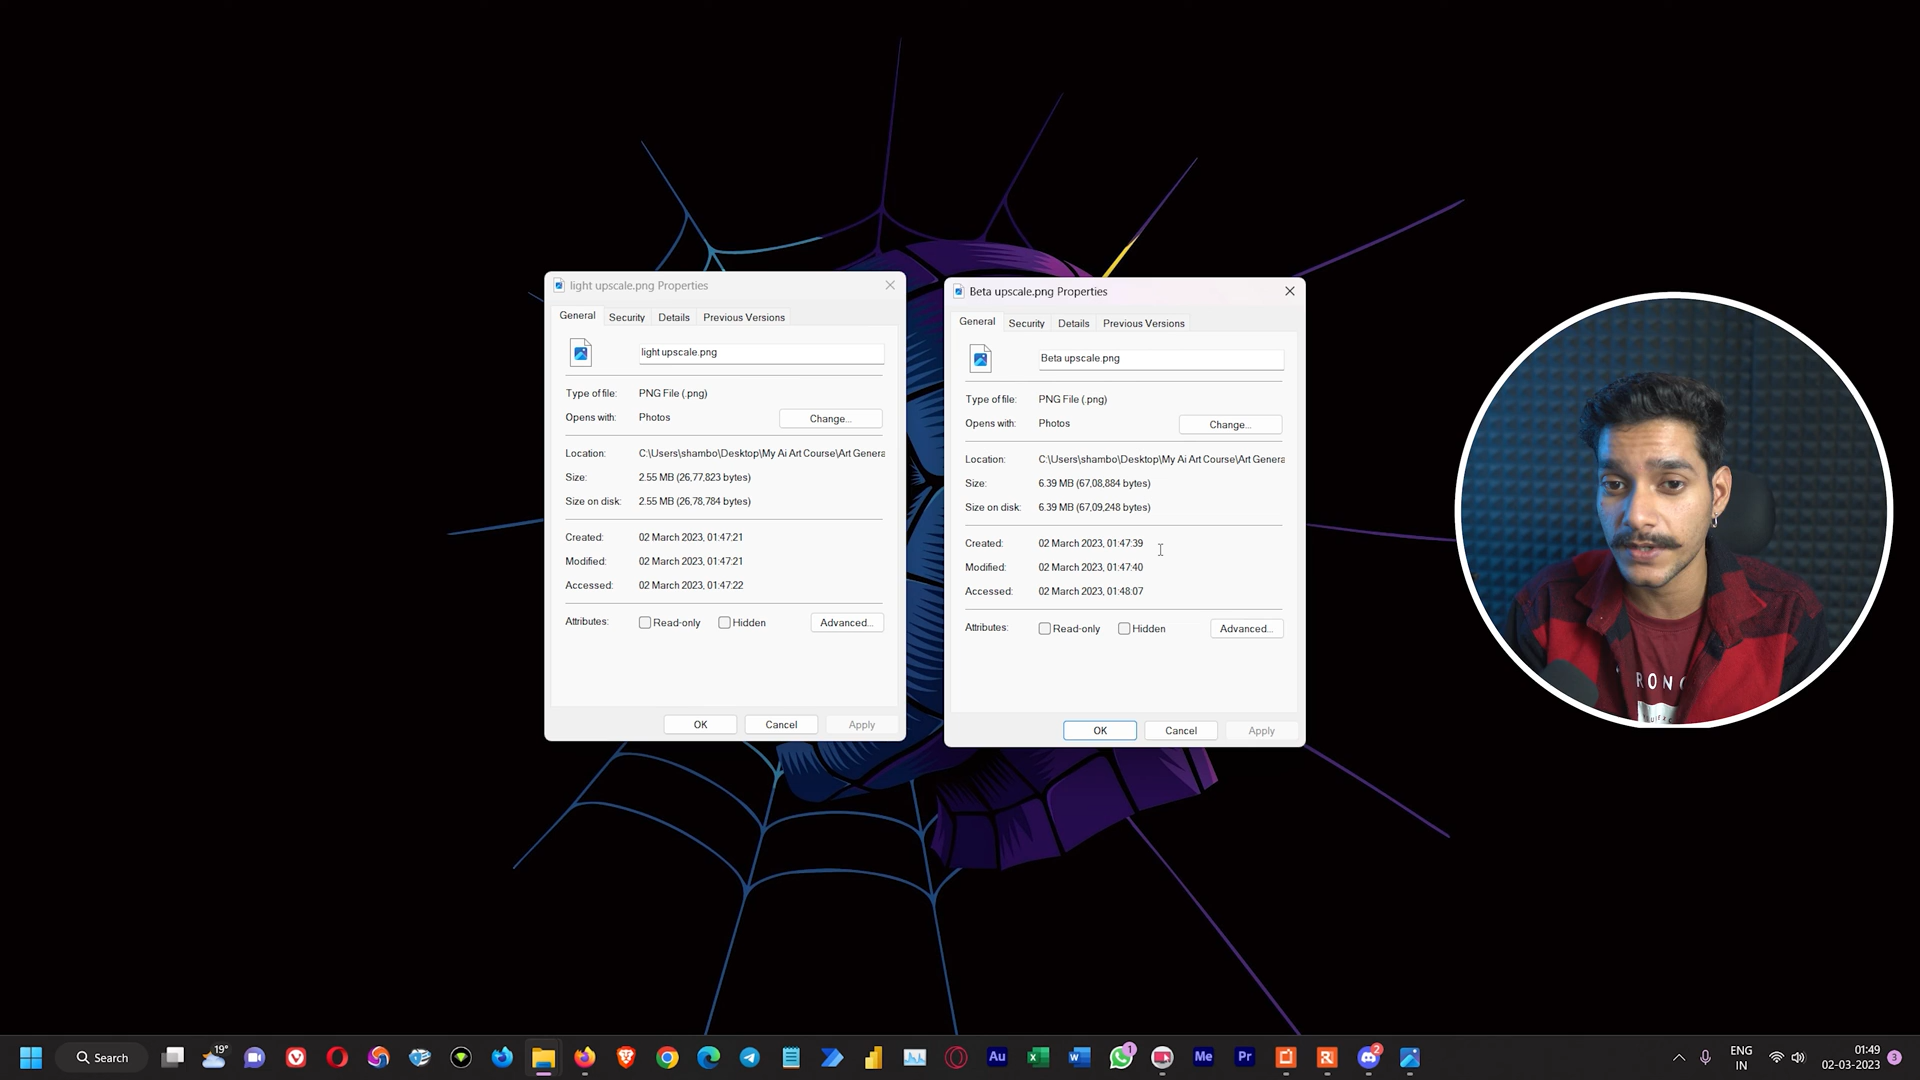 light upscale.png Properties
General Security Details Previous Versions
light upscale.png
Type of file: PNG File (.png)
Opens with: Photos Change...
Location: C:\Users\shambo\Desktop\My Ai Art Course\Art Genera
Size: 2.55 MB (26,77,823 bytes)
Size on disk: 2.55 MB (26,78,784 bytes)
Created: 02 March 2023, 01:47:21
Modified: 02 March 2023, 01:47:21
Accessed: 02 March 2023, 01:47:22
Attributes: Read-only Hidden Advanced...
OK Cancel Apply
Beta upscale.png Properties
General Security Details Previous Versions
Beta upscale.png
Type of file: PNG File (.png)
Opens with: Photos Change...
Location: C:\Users\shambo\Desktop\My Ai Art Course\Art Genera
Size: 6.39 MB (67,08,884 bytes)
Size on disk: 6.39 MB (67,09,248 bytes)
Created: 02 March 2023, 01:47:39
Modified: 02 March 2023, 01:47:40
Accessed: 02 March 2023, 01:48:07
Attributes: Read-only Hidden Advanced...
OK Cancel Apply
RONG
Search 19° Au Me Pr 1 2
ENG
IN
01:49
02-03-2023
3